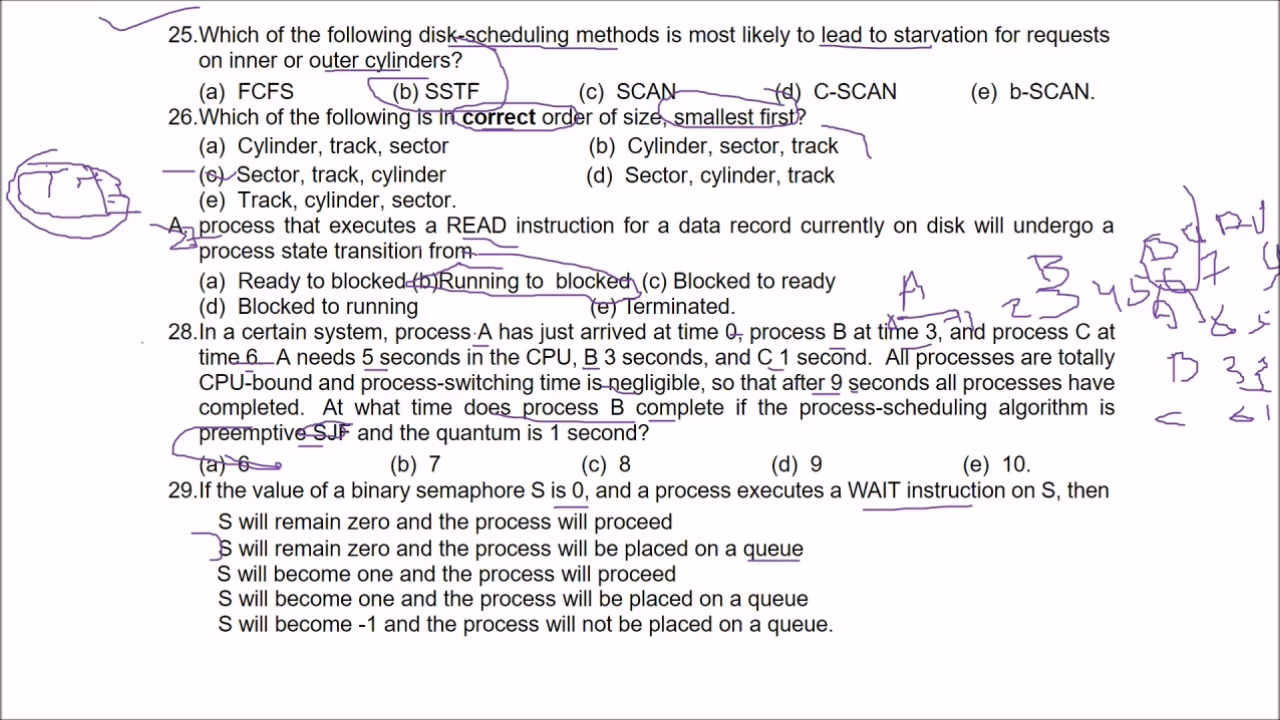 25.Which of the following disk-scheduling methods is most likely to lead to starvation for requests
on inner or outer cylinders?
(a) FCFS (b) SSTF (c) SCAN (d) C-SCAN (e) b-SCAN.
26.Which of the following is in correct order of size, smallest first?
(a) Cylinder, track, sector (b) Cylinder, sector, track
(c) Sector, track, cylinder (d) Sector, cylinder, track
(e) Track, cylinder, sector.
A process that executes a READ instruction for a data record currently on disk will undergo a
27 process state transition from
(a) Ready to blocked (b)Running to blocked (c) Blocked to ready
(d) Blocked to running (e) Terminated.
28.In a certain system, process A has just arrived at time 0, process B at time 3, and process C at
time 6. A needs 5 seconds in the CPU, B 3 seconds, and C 1 second. All processes are totally
CPU-bound and process-switching time is negligible, so that after 9 seconds all processes have
completed. At what time does process B complete if the process-scheduling algorithm is
preemptive SJF and the quantum is 1 second?
(a) 6 (b) 7 (c) 8 (d) 9 (e) 10.
29.If the value of a binary semaphore S is 0, and a process executes a WAIT instruction on S, then
S will remain zero and the process will proceed
S will remain zero and the process will be placed on a queue
S will become one and the process will proceed
S will become one and the process will be placed on a queue
S will become -1 and the process will not be placed on a queue.
A
B
2 3 4 5
B 3 3
C 6 1